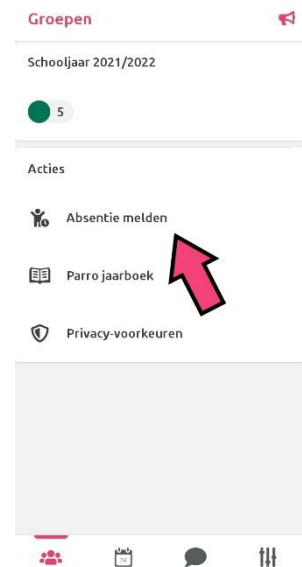 Groepen
Schooljaar 2021/2022
5
Acties
Absentie melden
Parro jaarboek
Privacy-voorkeuren